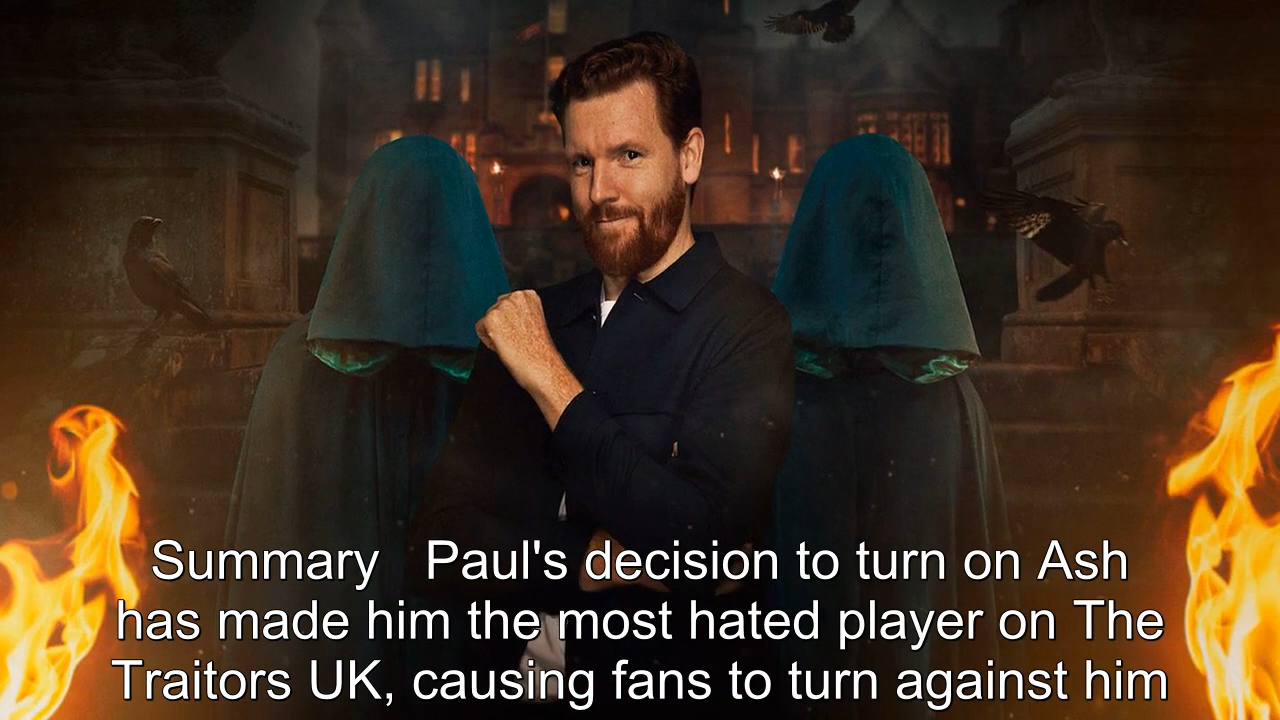 Summary   Paul's decision to turn on Ash
has made him the most hated player on The
Traitors UK, causing fans to turn against him